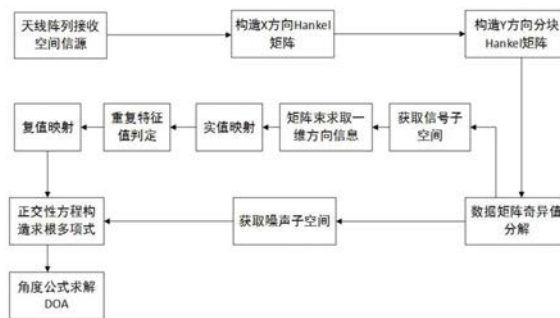 天线阵列接收
空间信源
构造X方向Hankel
矩阵
构造Y方向分块
Hankel矩阵
复值映射
重复特征
值判定
实值映射
矩阵束求取一
维方向信息
获取信号子
空间
正交性方程构
造求根多项式
获取噪声子空间
数据矩阵奇异值
分解
角度公式求解
DOA